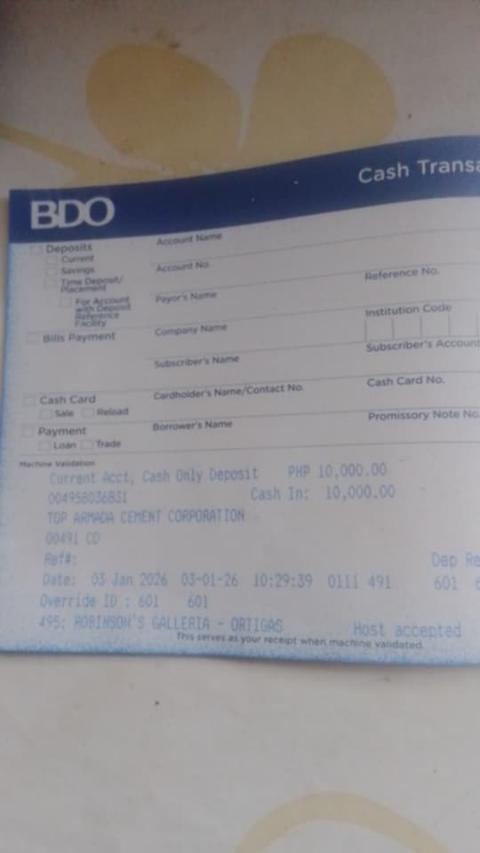 Cash Transa
BDO
Deposits
Current
Savings
Time Deposit/
Placement
For Account
with Deposit
Reference
Facility
Bills Payment
Account Name
Account No.
Reference No.
Payor's Name
Institution Code
Company Name
Subscriber's Account
Subscriber's Name
Cash Card
Sale Reload
Cardholder's Name/Contact No.
Cash Card No.
Payment
Loan Trade
Borrower's Name
Promissory Note No.
Machine Validation
Current Acct, Cash Only Deposit PHP 10,000.00
004958036831 Cash In: 10,000.00
TOP ARMADA CEMENT CORPORATION
00491 CD
Ref#: Dep Re
Date: 03 Jan 2026 03-01-26 10:29:39 0111 491 601
Override ID : 601 601
495: ROBINSON'S GALLERIA - ORTIGAS Host accepted
This serves as your receipt when machine validated.